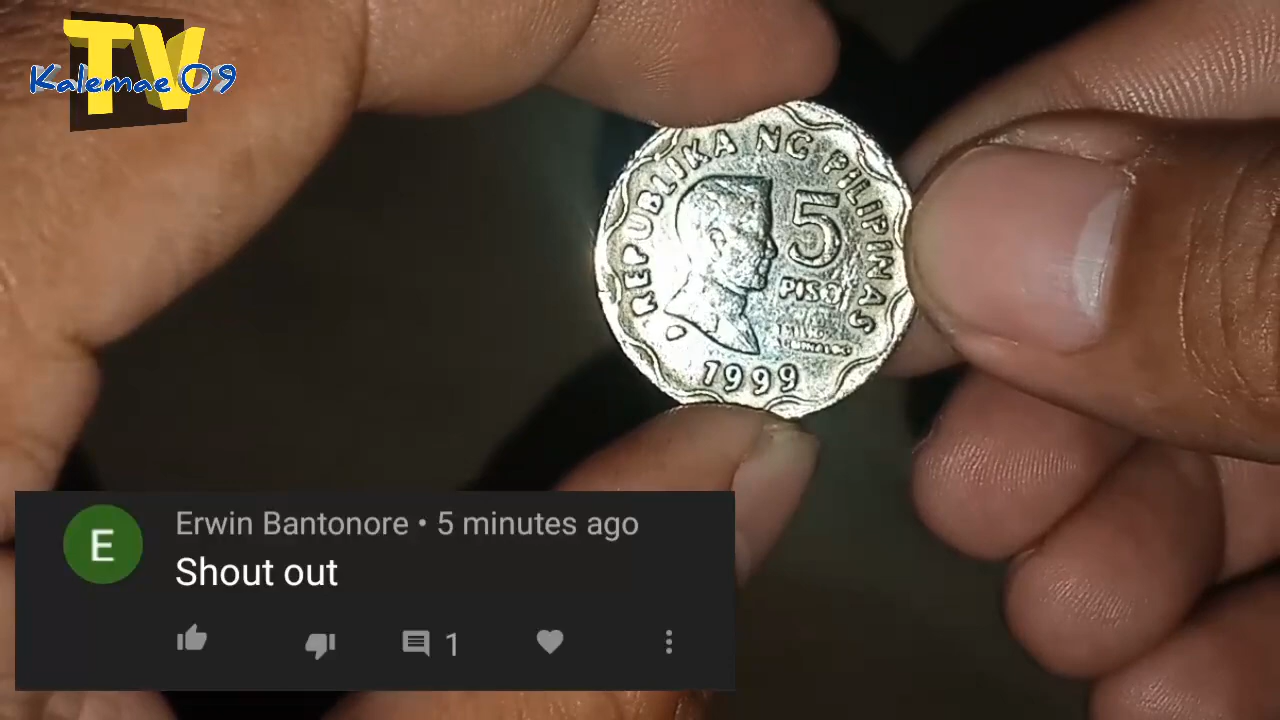 TV
Kalemae 09
REPUBLIKA NG PILIPINAS
5
PISO
1999
Erwin Bantonore • 5 minutes ago
Shout out
1